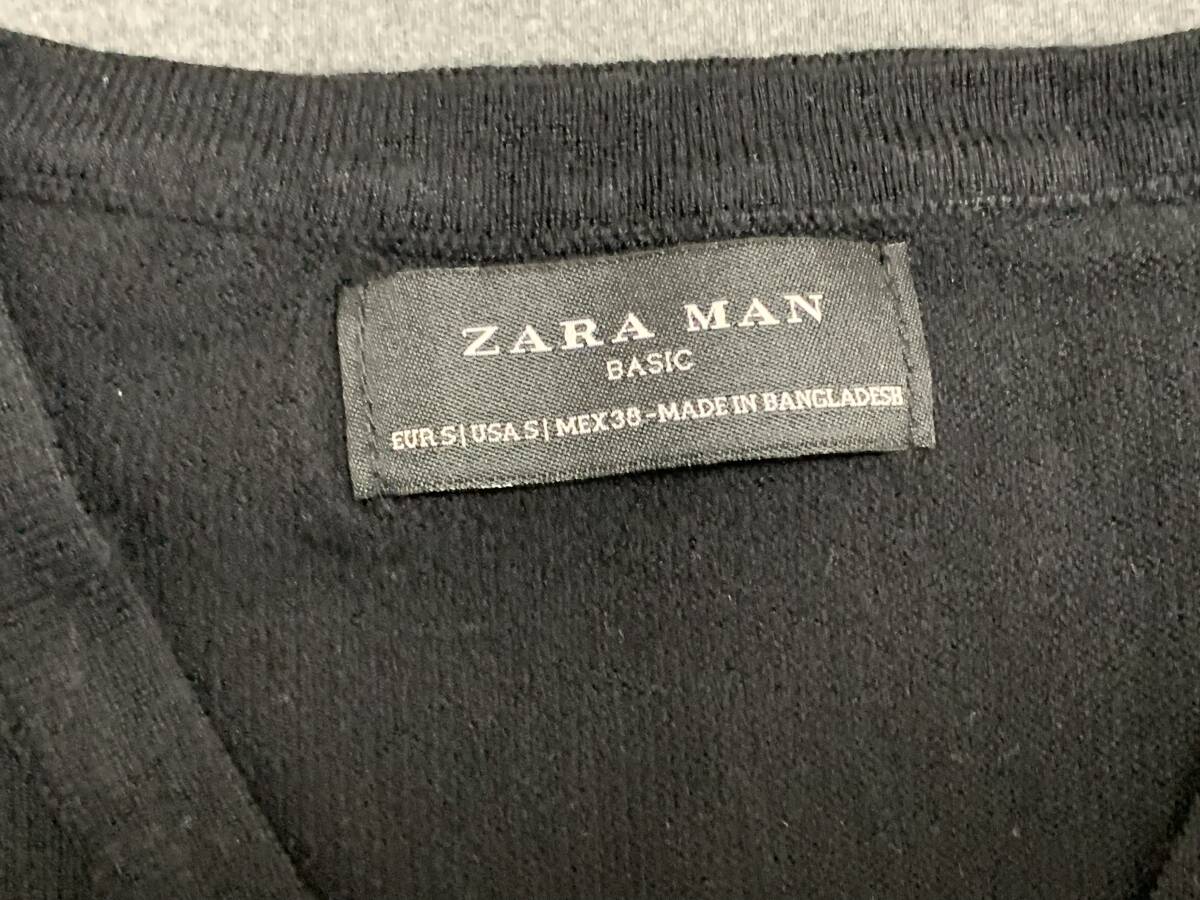 ZARA MAN
BASIC
EUR S | USA S | MEX 38 - MADE IN BANGLADESH